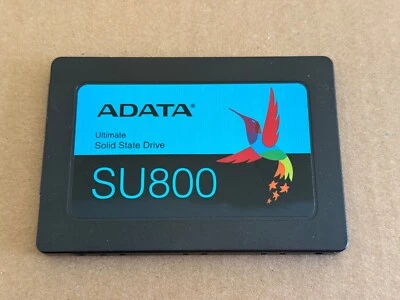 ADATA®
Ultimate
Solid State Drive
SU800